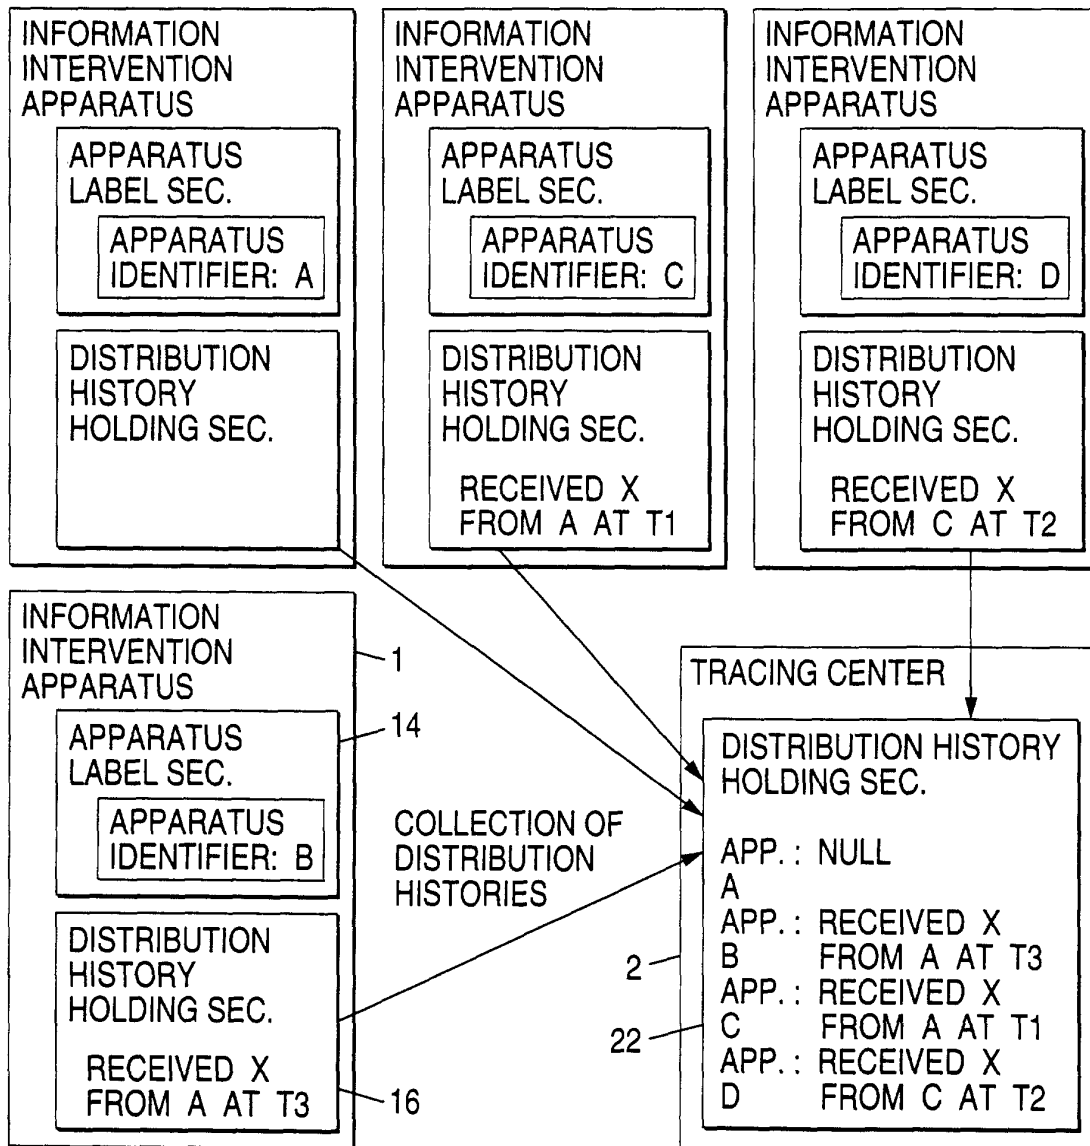 INFORMATION
INTERVENTION
APPARATUS
APPARATUS
LABEL SEC.
APPARATUS
IDENTIFIER: A
DISTRIBUTION
HISTORY
HOLDING SEC.
INFORMATION
INTERVENTION
APPARATUS
APPARATUS
LABEL SEC.
APPARATUS
IDENTIFIER: C
DISTRIBUTION
HISTORY
HOLDING SEC.
RECEIVED X
FROM A AT T1
INFORMATION
INTERVENTION
APPARATUS
APPARATUS
LABEL SEC.
APPARATUS
IDENTIFIER: D
DISTRIBUTION
HISTORY
HOLDING SEC.
RECEIVED X
FROM C AT T2
INFORMATION
INTERVENTION
APPARATUS
1
APPARATUS
LABEL SEC.
14
APPARATUS
IDENTIFIER: B
DISTRIBUTION
HISTORY
HOLDING SEC.
RECEIVED X
FROM A AT T3
16
COLLECTION OF
DISTRIBUTION
HISTORIES
TRACING CENTER
2
DISTRIBUTION HISTORY
HOLDING SEC.
22
APP. : NULL
A
APP. : RECEIVED X
B FROM A AT T3
APP. : RECEIVED X
C FROM A AT T1
APP. : RECEIVED X
D FROM C AT T2